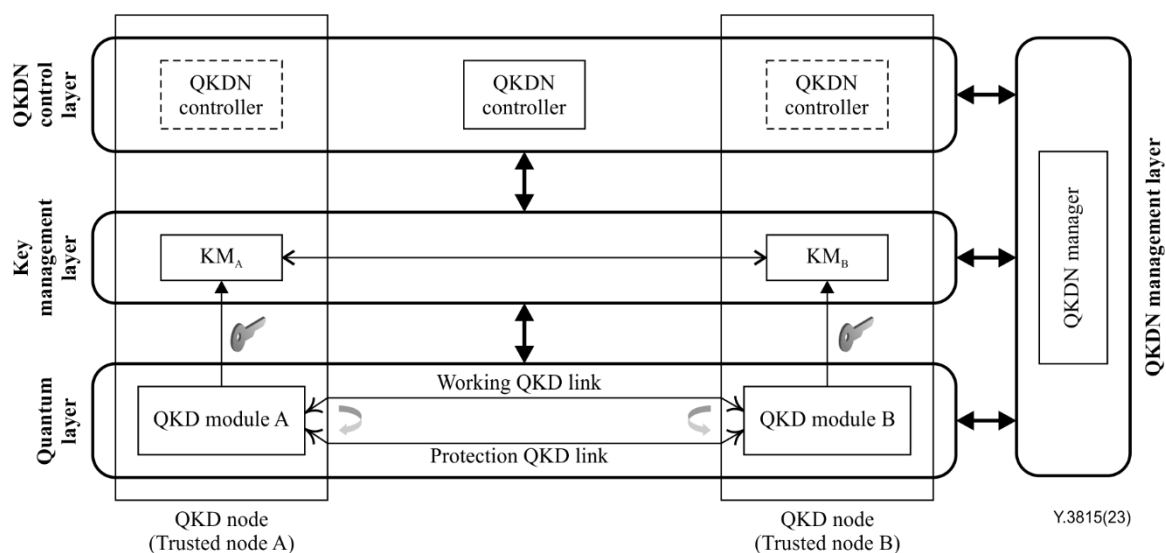 QKDN
control
layer
QKDN
controller
QKDN
controller
QKDN
controller
Key
management
layer
KM_A
KM_B
Quantum
layer
Working QKD link
QKD module A
QKD module B
Protection QKD link
QKDN manager
QKDN management layer
QKD node
(Trusted node A)
QKD node
(Trusted node B)
Y.3815(23)